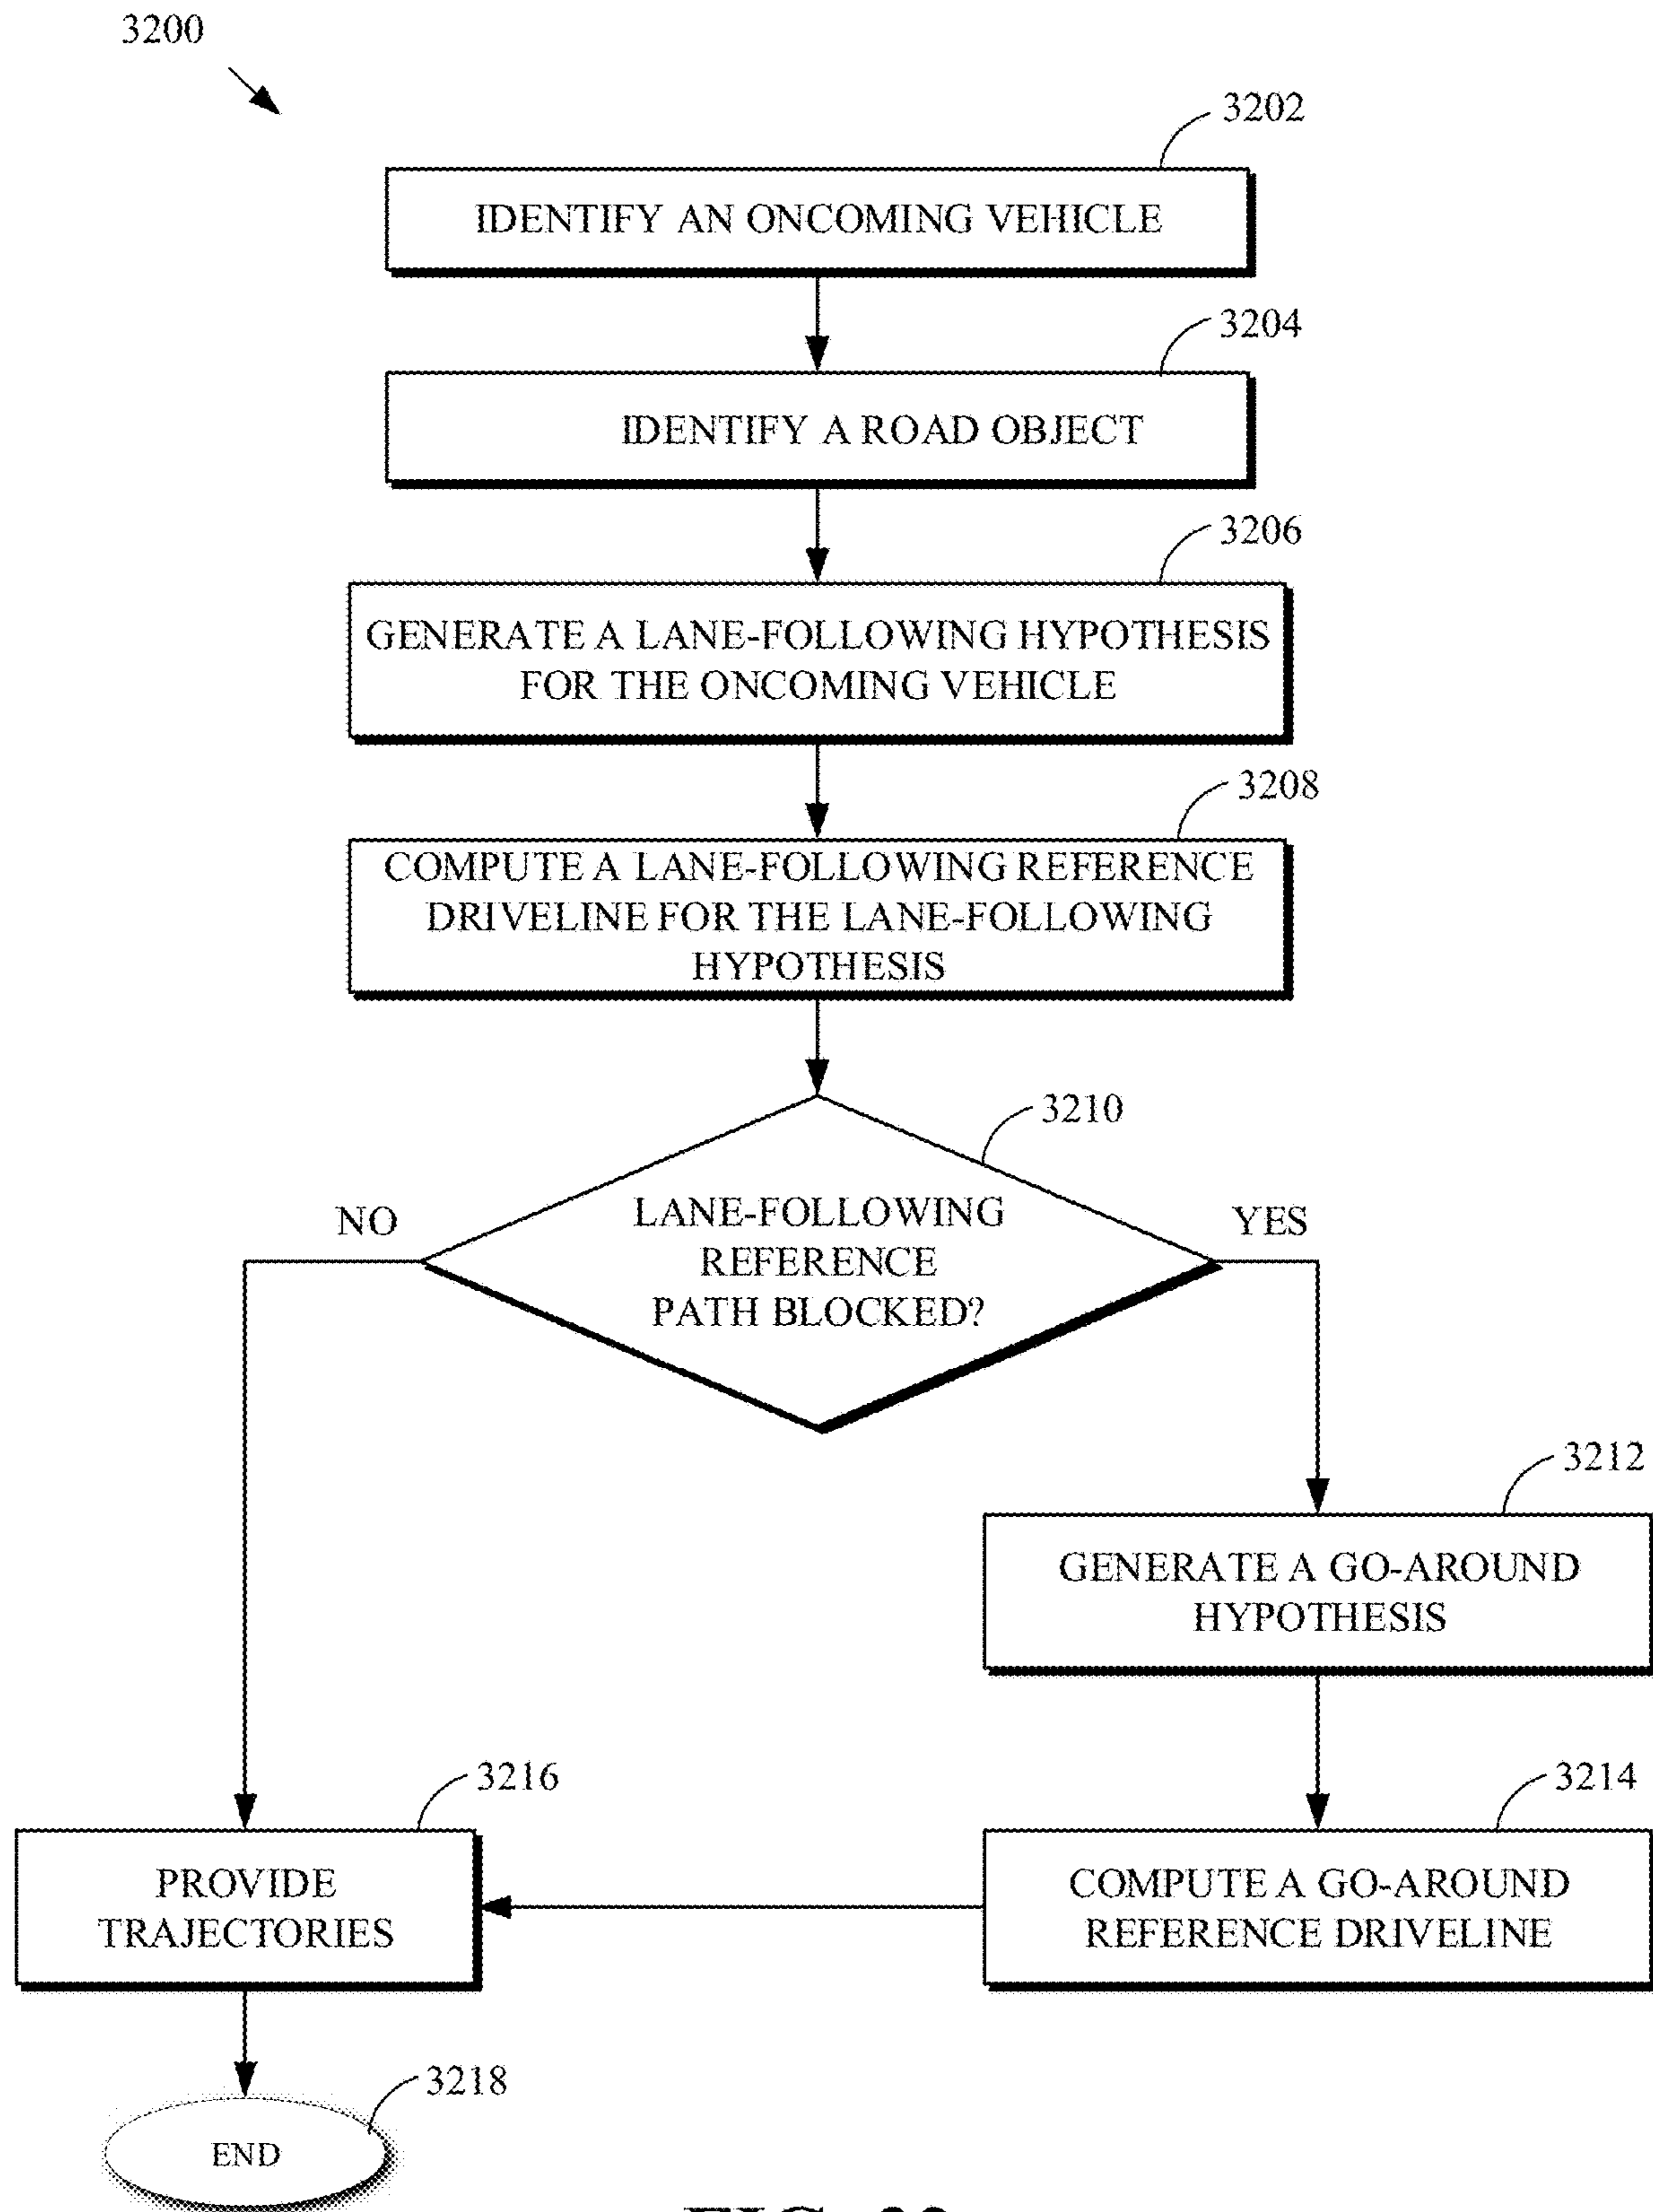 3200
3202
IDENTIFY AN ONCOMING VEHICLE
3204
IDENTIFY A ROAD OBJECT
3206
GENERATE A LANE-FOLLOWING HYPOTHESIS
FOR THE ONCOMING VEHICLE
3208
COMPUTE A LANE-FOLLOWING REFERENCE
DRIVELINE FOR THE LANE-FOLLOWING
HYPOTHESIS
3210
LANE-FOLLOWING
REFERENCE
PATH BLOCKED?
NO
YES
3212
GENERATE A GO-AROUND
HYPOTHESIS
3214
COMPUTE A GO-AROUND
REFERENCE DRIVELINE
3216
PROVIDE
TRAJECTORIES
3218
END